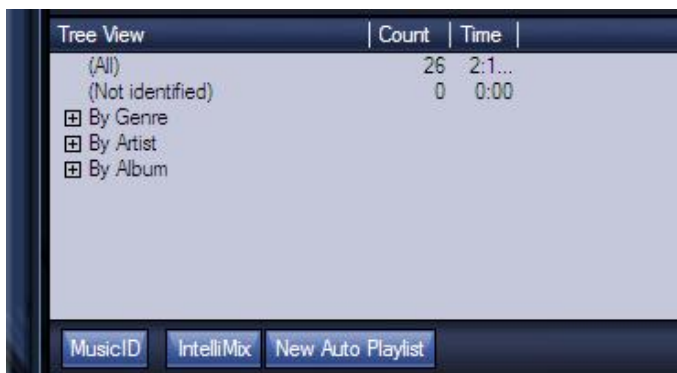 Tree View Count Time
(All) 26 2:1...
(Not identified) 0 0:00
By Genre
By Artist
By Album
MusicID IntelliMix New Auto Playlist